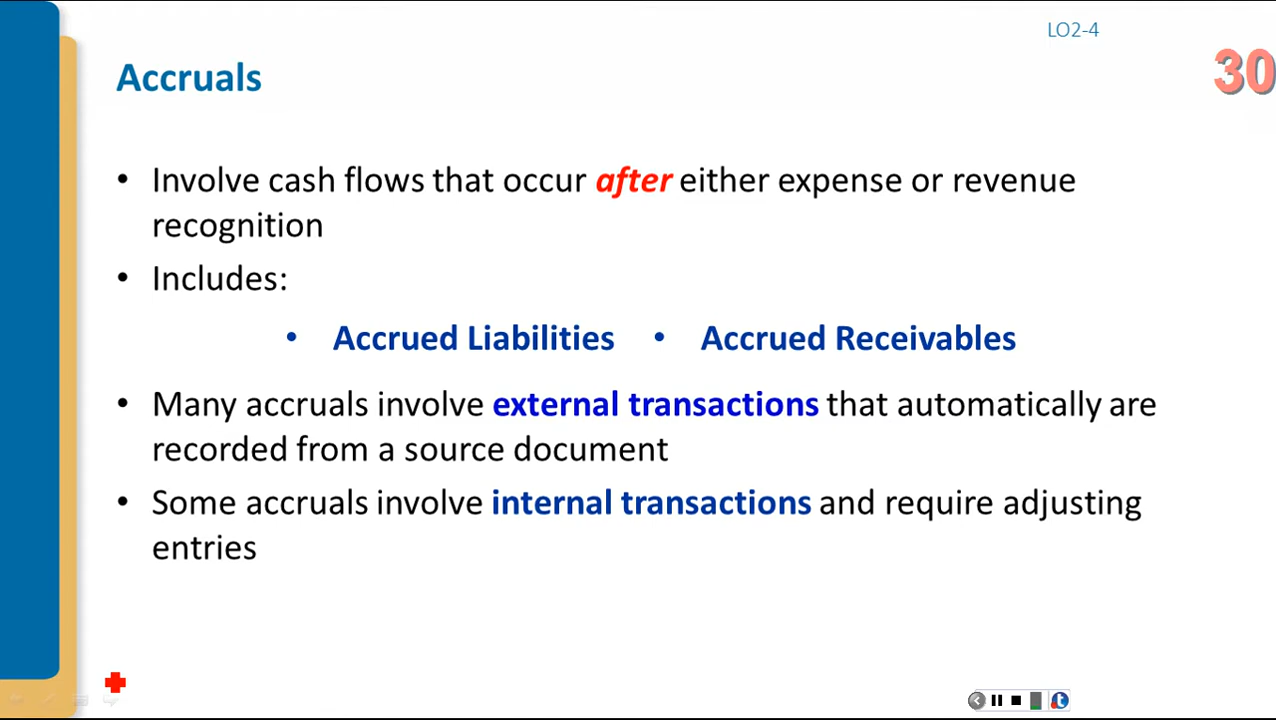 LO2-4
30
Accruals
• Involve cash flows that occur after either expense or revenue
recognition
• Includes:
• Accrued Liabilities • Accrued Receivables
• Many accruals involve external transactions that automatically are
recorded from a source document
• Some accruals involve internal transactions and require adjusting
entries
t